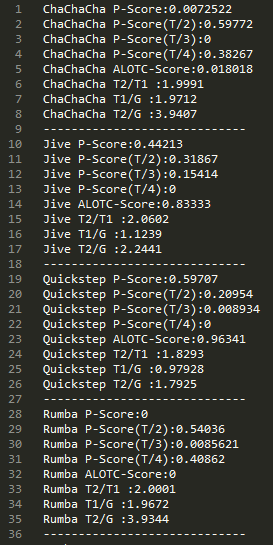 1 ChaChaCha P-Score:0.0072522
2 ChaChaCha P-Score(T/2):0.59772
3 ChaChaCha P-Score(T/3):0
4 ChaChaCha P-Score(T/4):0.38267
5 ChaChaCha ALOTC-Score:0.018018
6 ChaChaCha T2/T1 :1.9991
7 ChaChaCha T1/G :1.9712
8 ChaChaCha T2/G :3.9407
9 ----------------------------
10 Jive P-Score:0.44213
11 Jive P-Score(T/2):0.31867
12 Jive P-Score(T/3):0.15414
13 Jive P-Score(T/4):0
14 Jive ALOTC-Score:0.83333
15 Jive T2/T1 :2.0602
16 Jive T1/G :1.1239
17 Jive T2/G :2.2441
18 ----------------------------
19 Quickstep P-Score:0.59707
20 Quickstep P-Score(T/2):0.20954
21 Quickstep P-Score(T/3):0.008934
22 Quickstep P-Score(T/4):0
23 Quickstep ALOTC-Score:0.96341
24 Quickstep T2/T1 :1.8293
25 Quickstep T1/G :0.97928
26 Quickstep T2/G :1.7925
27 ----------------------------
28 Rumba P-Score:0
29 Rumba P-Score(T/2):0.54036
30 Rumba P-Score(T/3):0.0085621
31 Rumba P-Score(T/4):0.40862
32 Rumba ALOTC-Score:0
33 Rumba T2/T1 :2.0001
34 Rumba T1/G :1.9672
35 Rumba T2/G :3.9344
36 ----------------------------